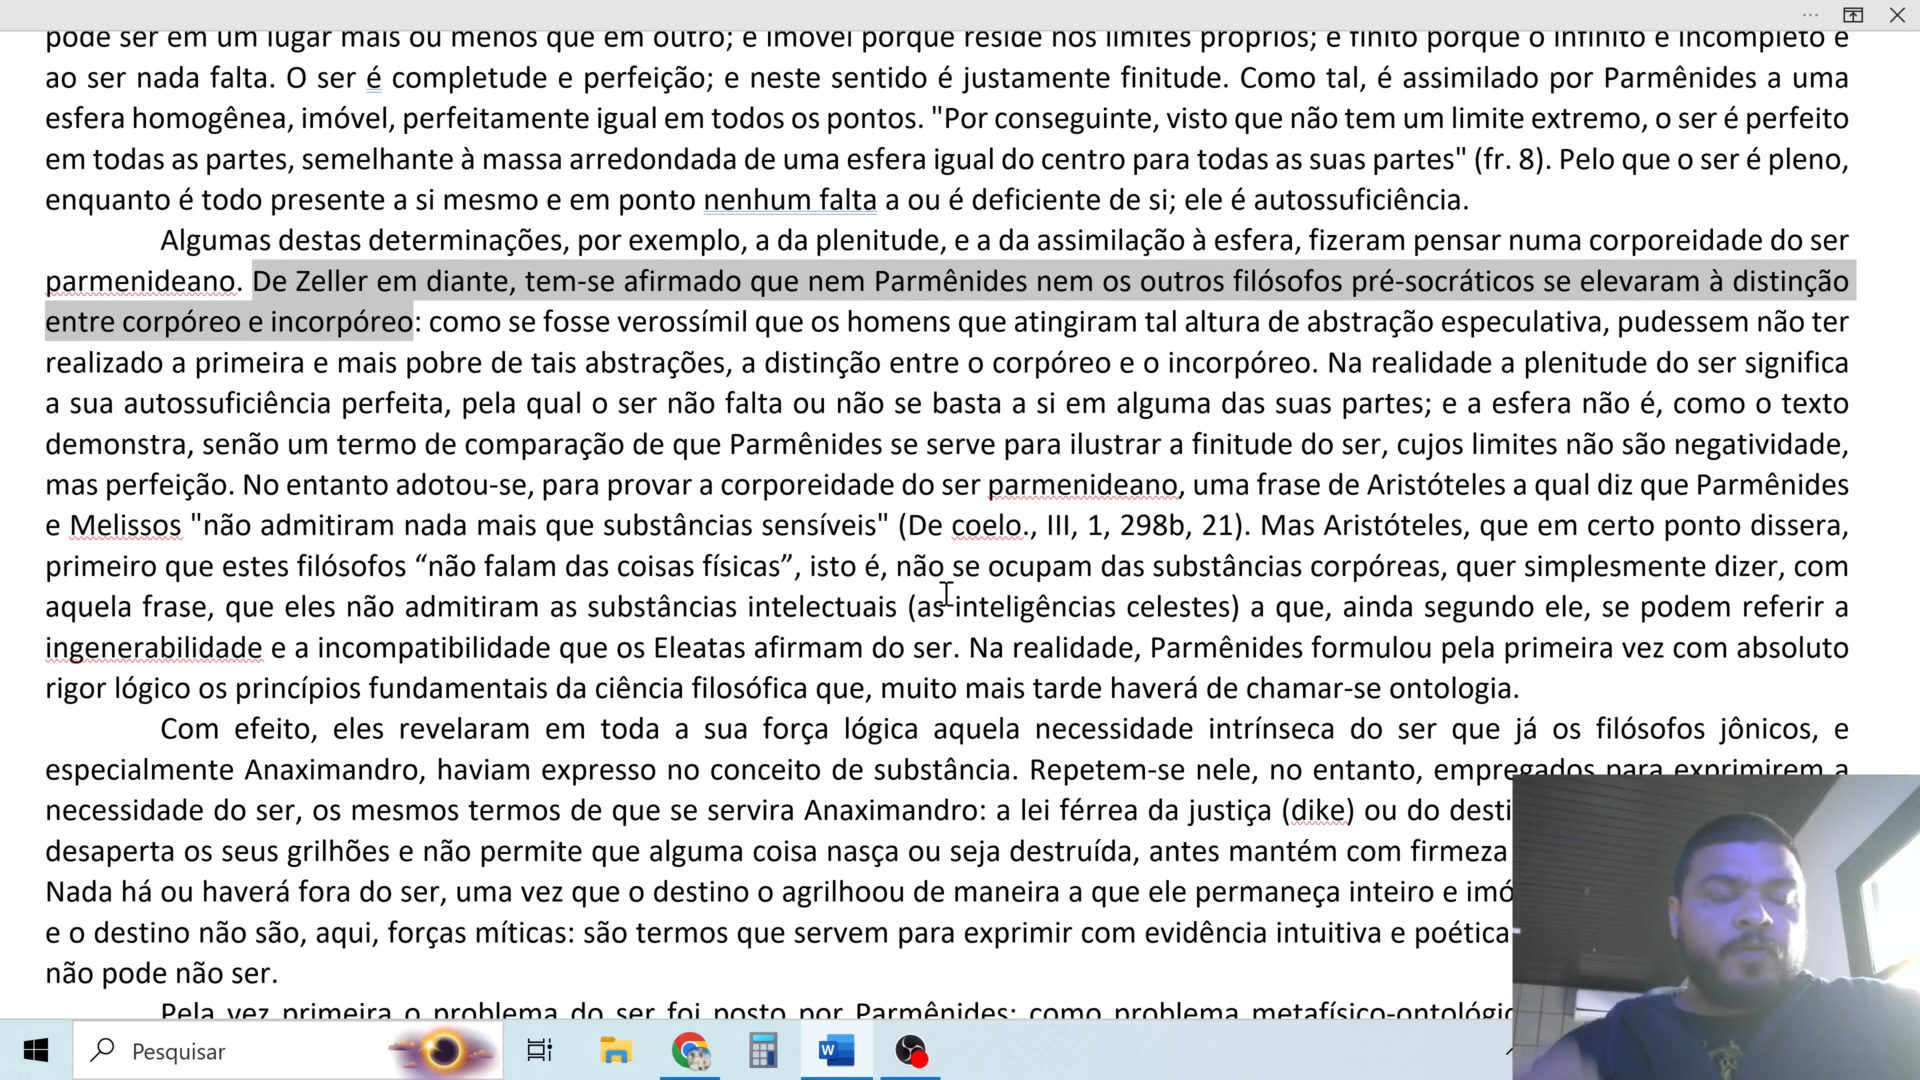 pode ser em um lugar mais ou menos que em outro; é imóvel porque reside nos limites próprios; é finito porque o infinito é incompleto e
ao ser nada falta. O ser é completude e perfeição; e neste sentido é justamente finitude. Como tal, é assimilado por Parmênides a uma
esfera homogênea, imóvel, perfeitamente igual em todos os pontos. "Por conseguinte, visto que não tem um limite extremo, o ser é perfeito
em todas as partes, semelhante à massa arredondada de uma esfera igual do centro para todas as suas partes" (fr. 8). Pelo que o ser é pleno,
enquanto é todo presente a si mesmo e em ponto nenhum falta a ou é deficiente de si; ele é autossuficiência.
Algumas destas determinações, por exemplo, a da plenitude, e a da assimilação à esfera, fizeram pensar numa corporeidade do ser
parmenideano. De Zeller em diante, tem-se afirmado que nem Parmênides nem os outros filósofos pré-socráticos se elevaram à distinção
entre corpóreo e incorpóreo: como se fosse verossímil que os homens que atingiram tal altura de abstração especulativa, pudessem não ter
realizado a primeira e mais pobre de tais abstrações, a distinção entre o corpóreo e o incorpóreo. Na realidade a plenitude do ser significa
a sua autossuficiência perfeita, pela qual o ser não falta ou não se basta a si em alguma das suas partes; e a esfera não é, como o texto
demonstra, senão um termo de comparação de que Parmênides se serve para ilustrar a finitude do ser, cujos limites não são negatividade,
mas perfeição. No entanto adotou-se, para provar a corporeidade do ser parmenideano, uma frase de Aristóteles a qual diz que Parmênides
e Melissos "não admitiram nada mais que substâncias sensíveis" (De coelo., III, 1, 298b, 21). Mas Aristóteles, que em certo ponto dissera,
primeiro que estes filósofos “não falam das coisas físicas”, isto é, não se ocupam das substâncias corpóreas, quer simplesmente dizer, com
aquela frase, que eles não admitiram as substâncias intelectuais (as inteligências celestes) a que, ainda segundo ele, se podem referir a
ingenerabilidade e a incompatibilidade que os Eleatas afirmam do ser. Na realidade, Parmênides formulou pela primeira vez com absoluto
rigor lógico os princípios fundamentais da ciência filosófica que, muito mais tarde haverá de chamar-se ontologia.
Com efeito, eles revelaram em toda a sua força lógica aquela necessidade intrínseca do ser que já os filósofos jônicos, e
especialmente Anaximandro, haviam expresso no conceito de substância. Repetem-se nele, no entanto, empregados para exprimirem a
necessidade do ser, os mesmos termos de que se servira Anaximandro: a lei férrea da justiça (dike) ou do desti
desaperta os seus grilhões e não permite que alguma coisa nasça ou seja destruída, antes mantém com firmeza
Nada há ou haverá fora do ser, uma vez que o destino o agrilhoou de maneira a que ele permaneça inteiro e imó
e o destino não são, aqui, forças míticas: são termos que servem para exprimir com evidência intuitiva e poética
não pode não ser.
Pela vez primeira o problema do ser foi posto por Parmênides: como problema metafísico-ontológic
Pesquisar